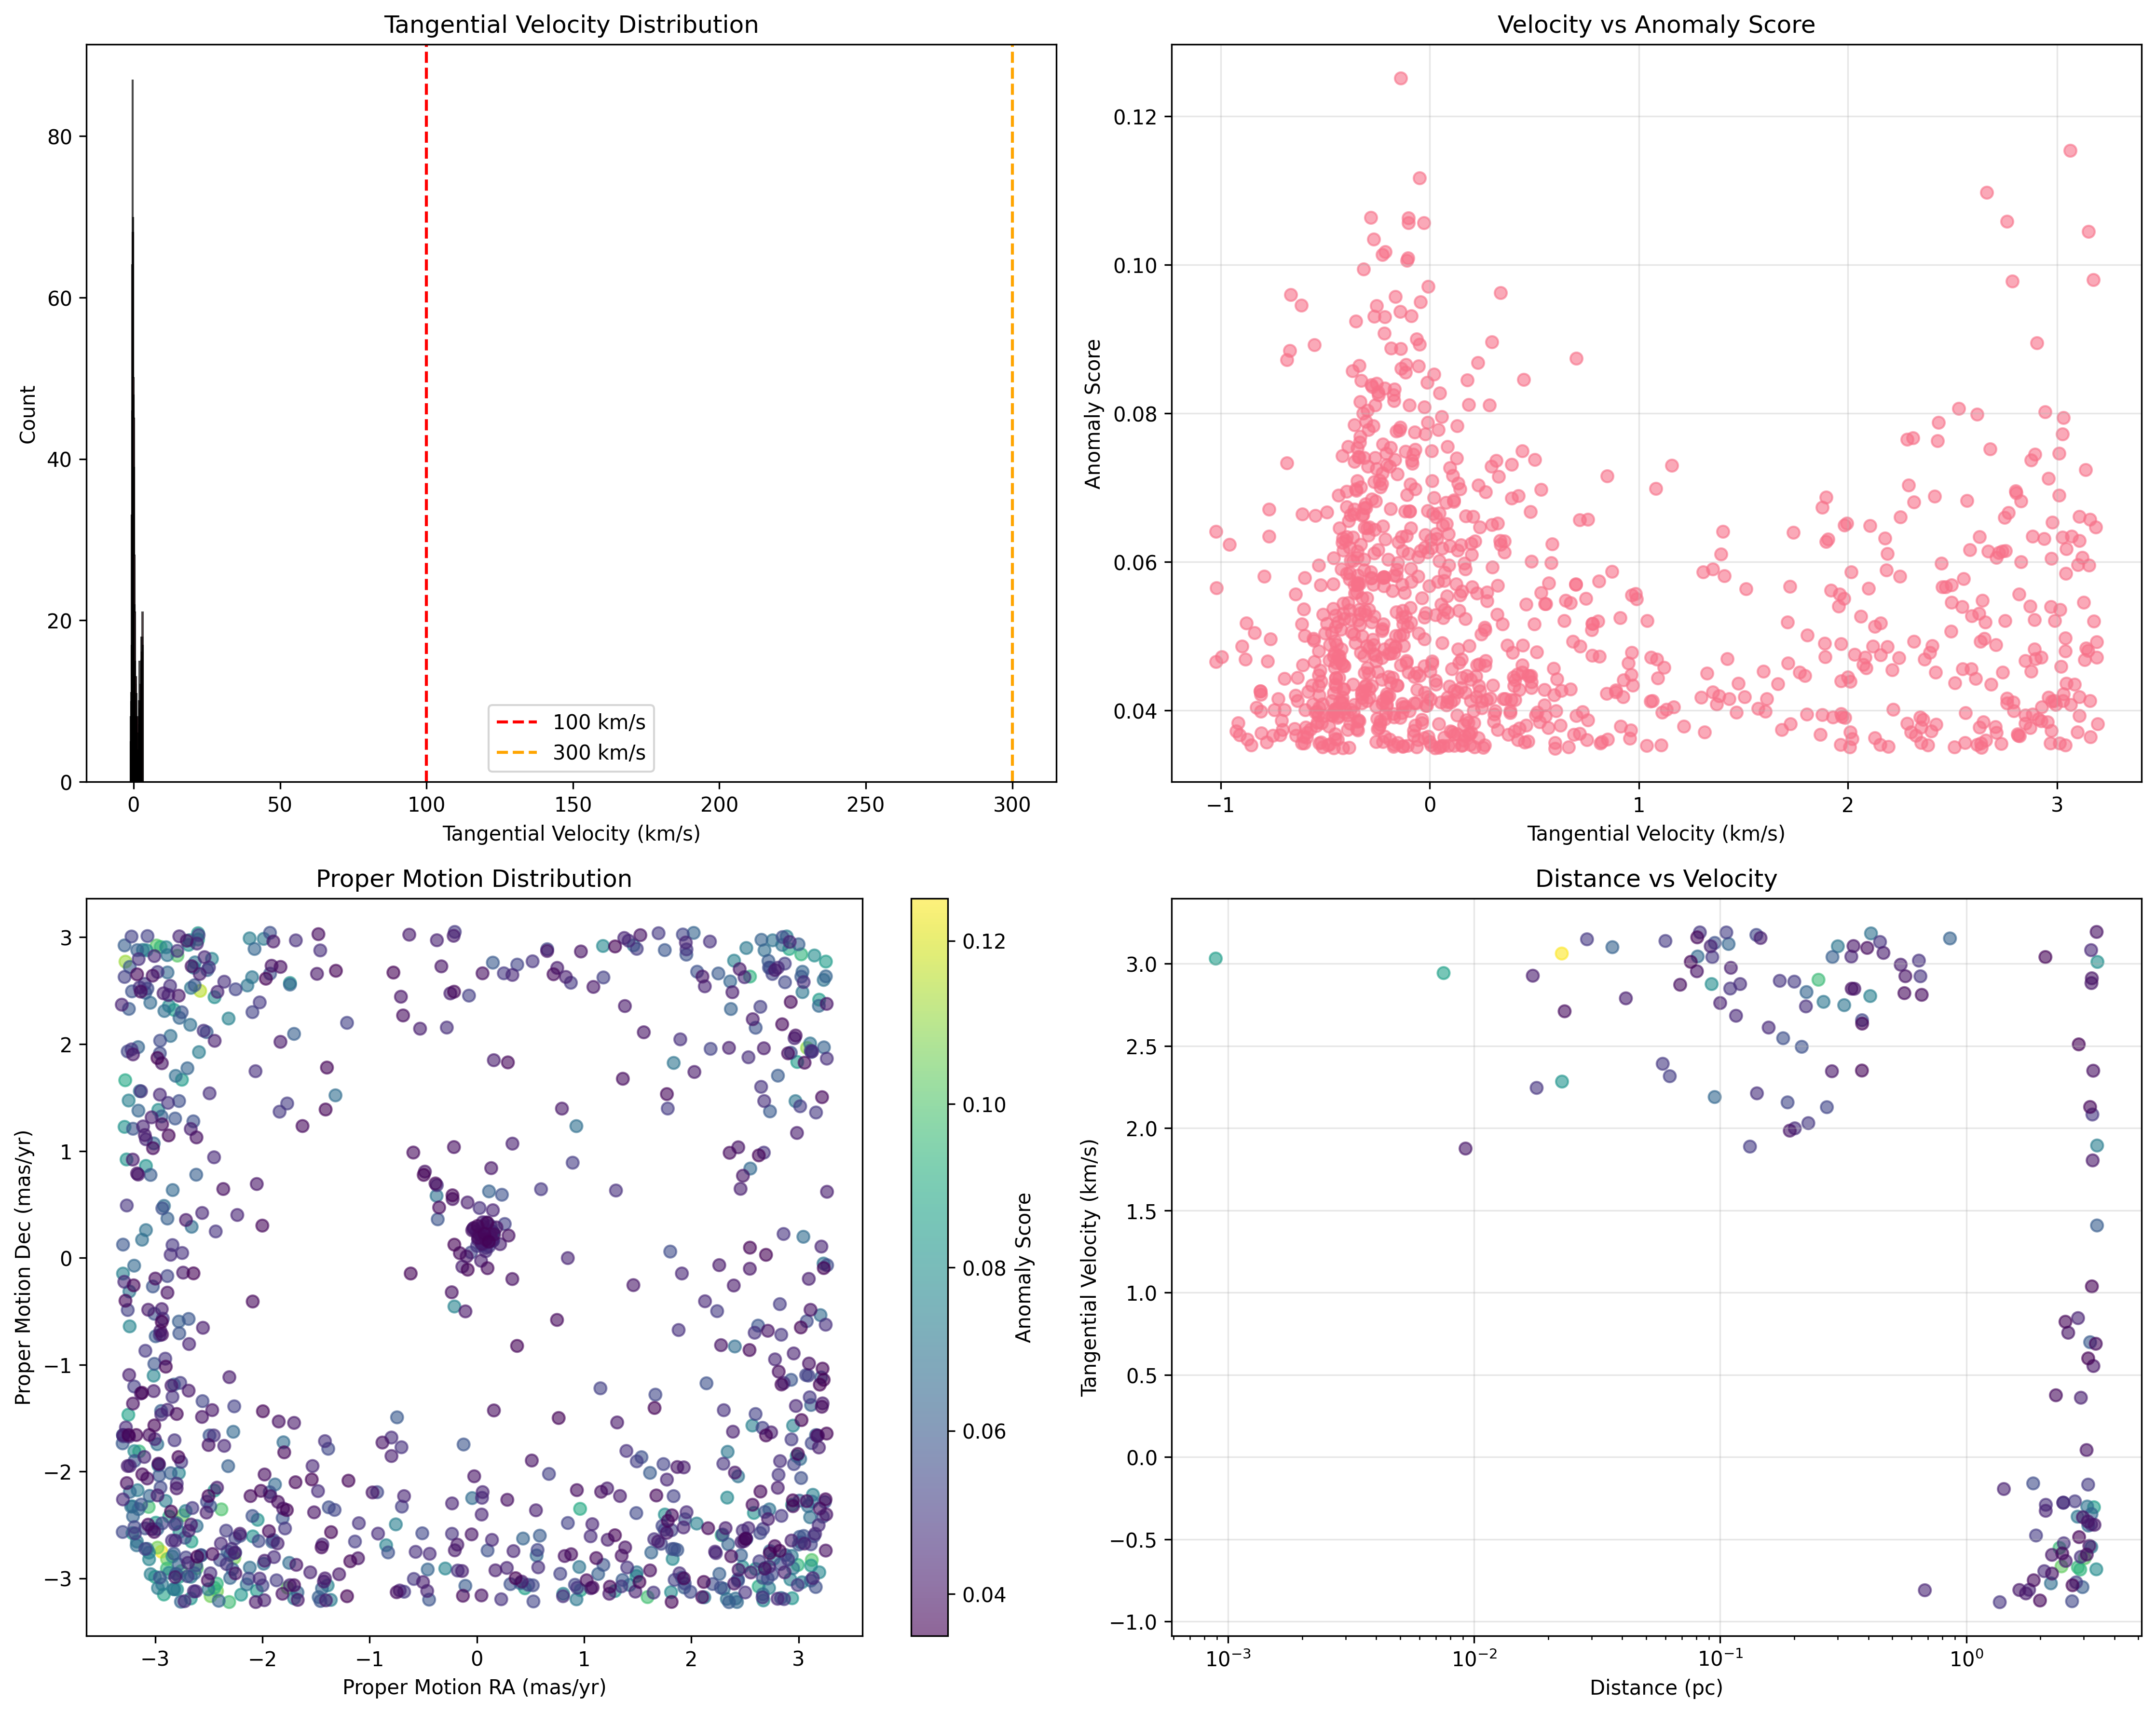 Tangential Velocity Distribution
Count
80
60
40
20
0
0 50 100 150 200 250 300
Tangential Velocity (km/s)
100 km/s
300 km/s
Velocity vs Anomaly Score
Anomaly Score
0.12
0.10
0.08
0.06
0.04
−1 0 1 2 3
Tangential Velocity (km/s)
Proper Motion Distribution
Proper Motion Dec (mas/yr)
3
2
1
0
−1
−2
−3
−3 −2 −1 0 1 2 3
Proper Motion RA (mas/yr)
0.12
0.10
0.08
0.06
0.04
Anomaly Score
Distance vs Velocity
Tangential Velocity (km/s)
3.0
2.5
2.0
1.5
1.0
0.5
0.0
−0.5
−1.0
10⁻³ 10⁻² 10⁻¹ 10⁰
Distance (pc)